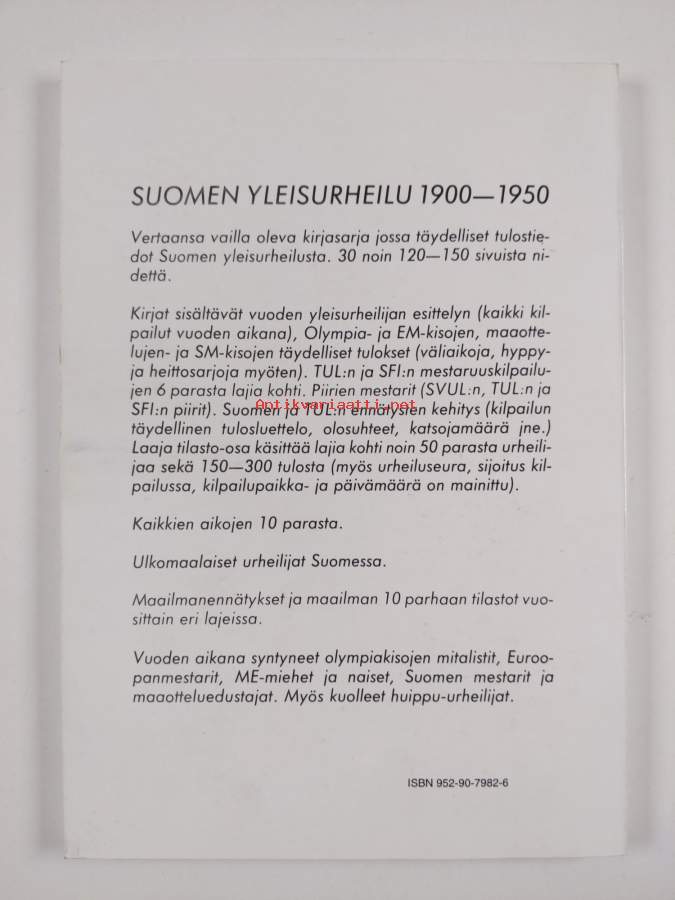 SUOMEN YLEISURHEILU 1900—1950
Vertaansa vailla oleva kirjasarja jossa täydelliset tulostie-
dot Suomen yleisurheilusta. 30 noin 120—150 sivuista ni-
dettä.
Kirjat sisältävät vuoden yleisurheilijan esittelyn (kaikki kil-
pailut vuoden aikana), Olympia- ja EM-kisojen, maaotte-
lujen- ja SM-kisojen täydelliset tulokset (väliaikoja, hyppy-
ja heittosarjoja myöten). TUL:n ja SFI:n mestaruuskilpailu-
jen 6 parasta lajia kohti. Piirien mestarit (SVUL:n, TUL:n ja
SFI:n piirit). Suomen ja TUL:n ennätysten kehitys (kilpailun
Antikvariaatti.net
täydellinen tulosluettelo, olosuhteet, katsojamäärä jne.)
Laaja tilasto-osa käsittää lajia kohti noin 50 parasta urheili-
jaa sekä 150—300 tulosta (myös urheiluseura, sijoitus kil-
pailussa, kilpailupaikka- ja päivämäärä on mainittu).
Kaikkien aikojen 10 parasta.
Ulkomaalaiset urheilijat Suomessa.
Maailmanennätykset ja maailman 10 parhaan tilastot vuo-
sittain eri lajeissa.
Vuoden aikana syntyneet olympiakisojen mitalistit, Euroo-
panmestarit, ME-miehet ja naiset, Suomen mestarit ja
maaotteluedustajat. Myös kuolleet huippu-urheilijat.
ISBN 952-90-7982-6